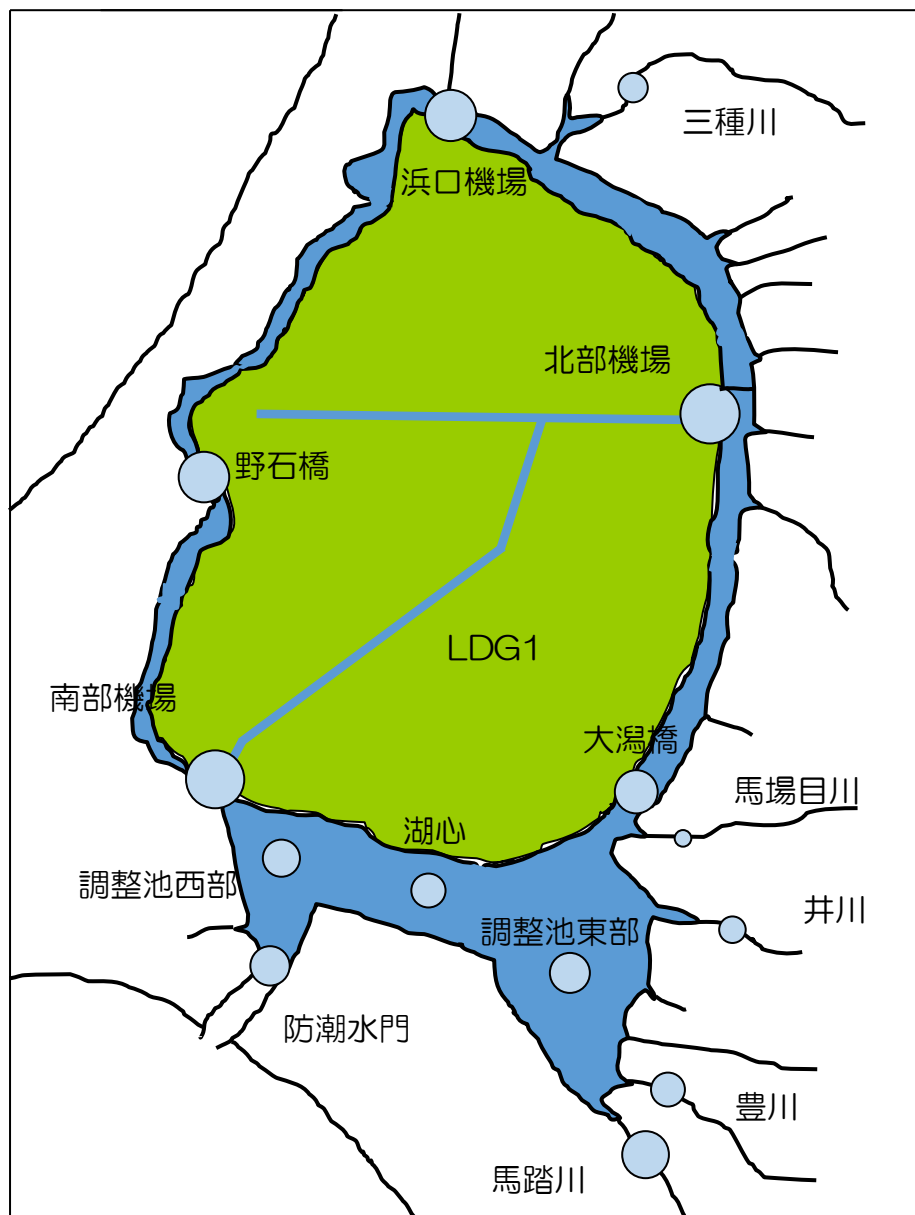 三種川
浜口機場
北部機場
野石橋
LDG1
南部機場
大潟橋
馬場目川
湖心
調整池西部
井川
調整池東部
防潮水門
豊川
馬踏川